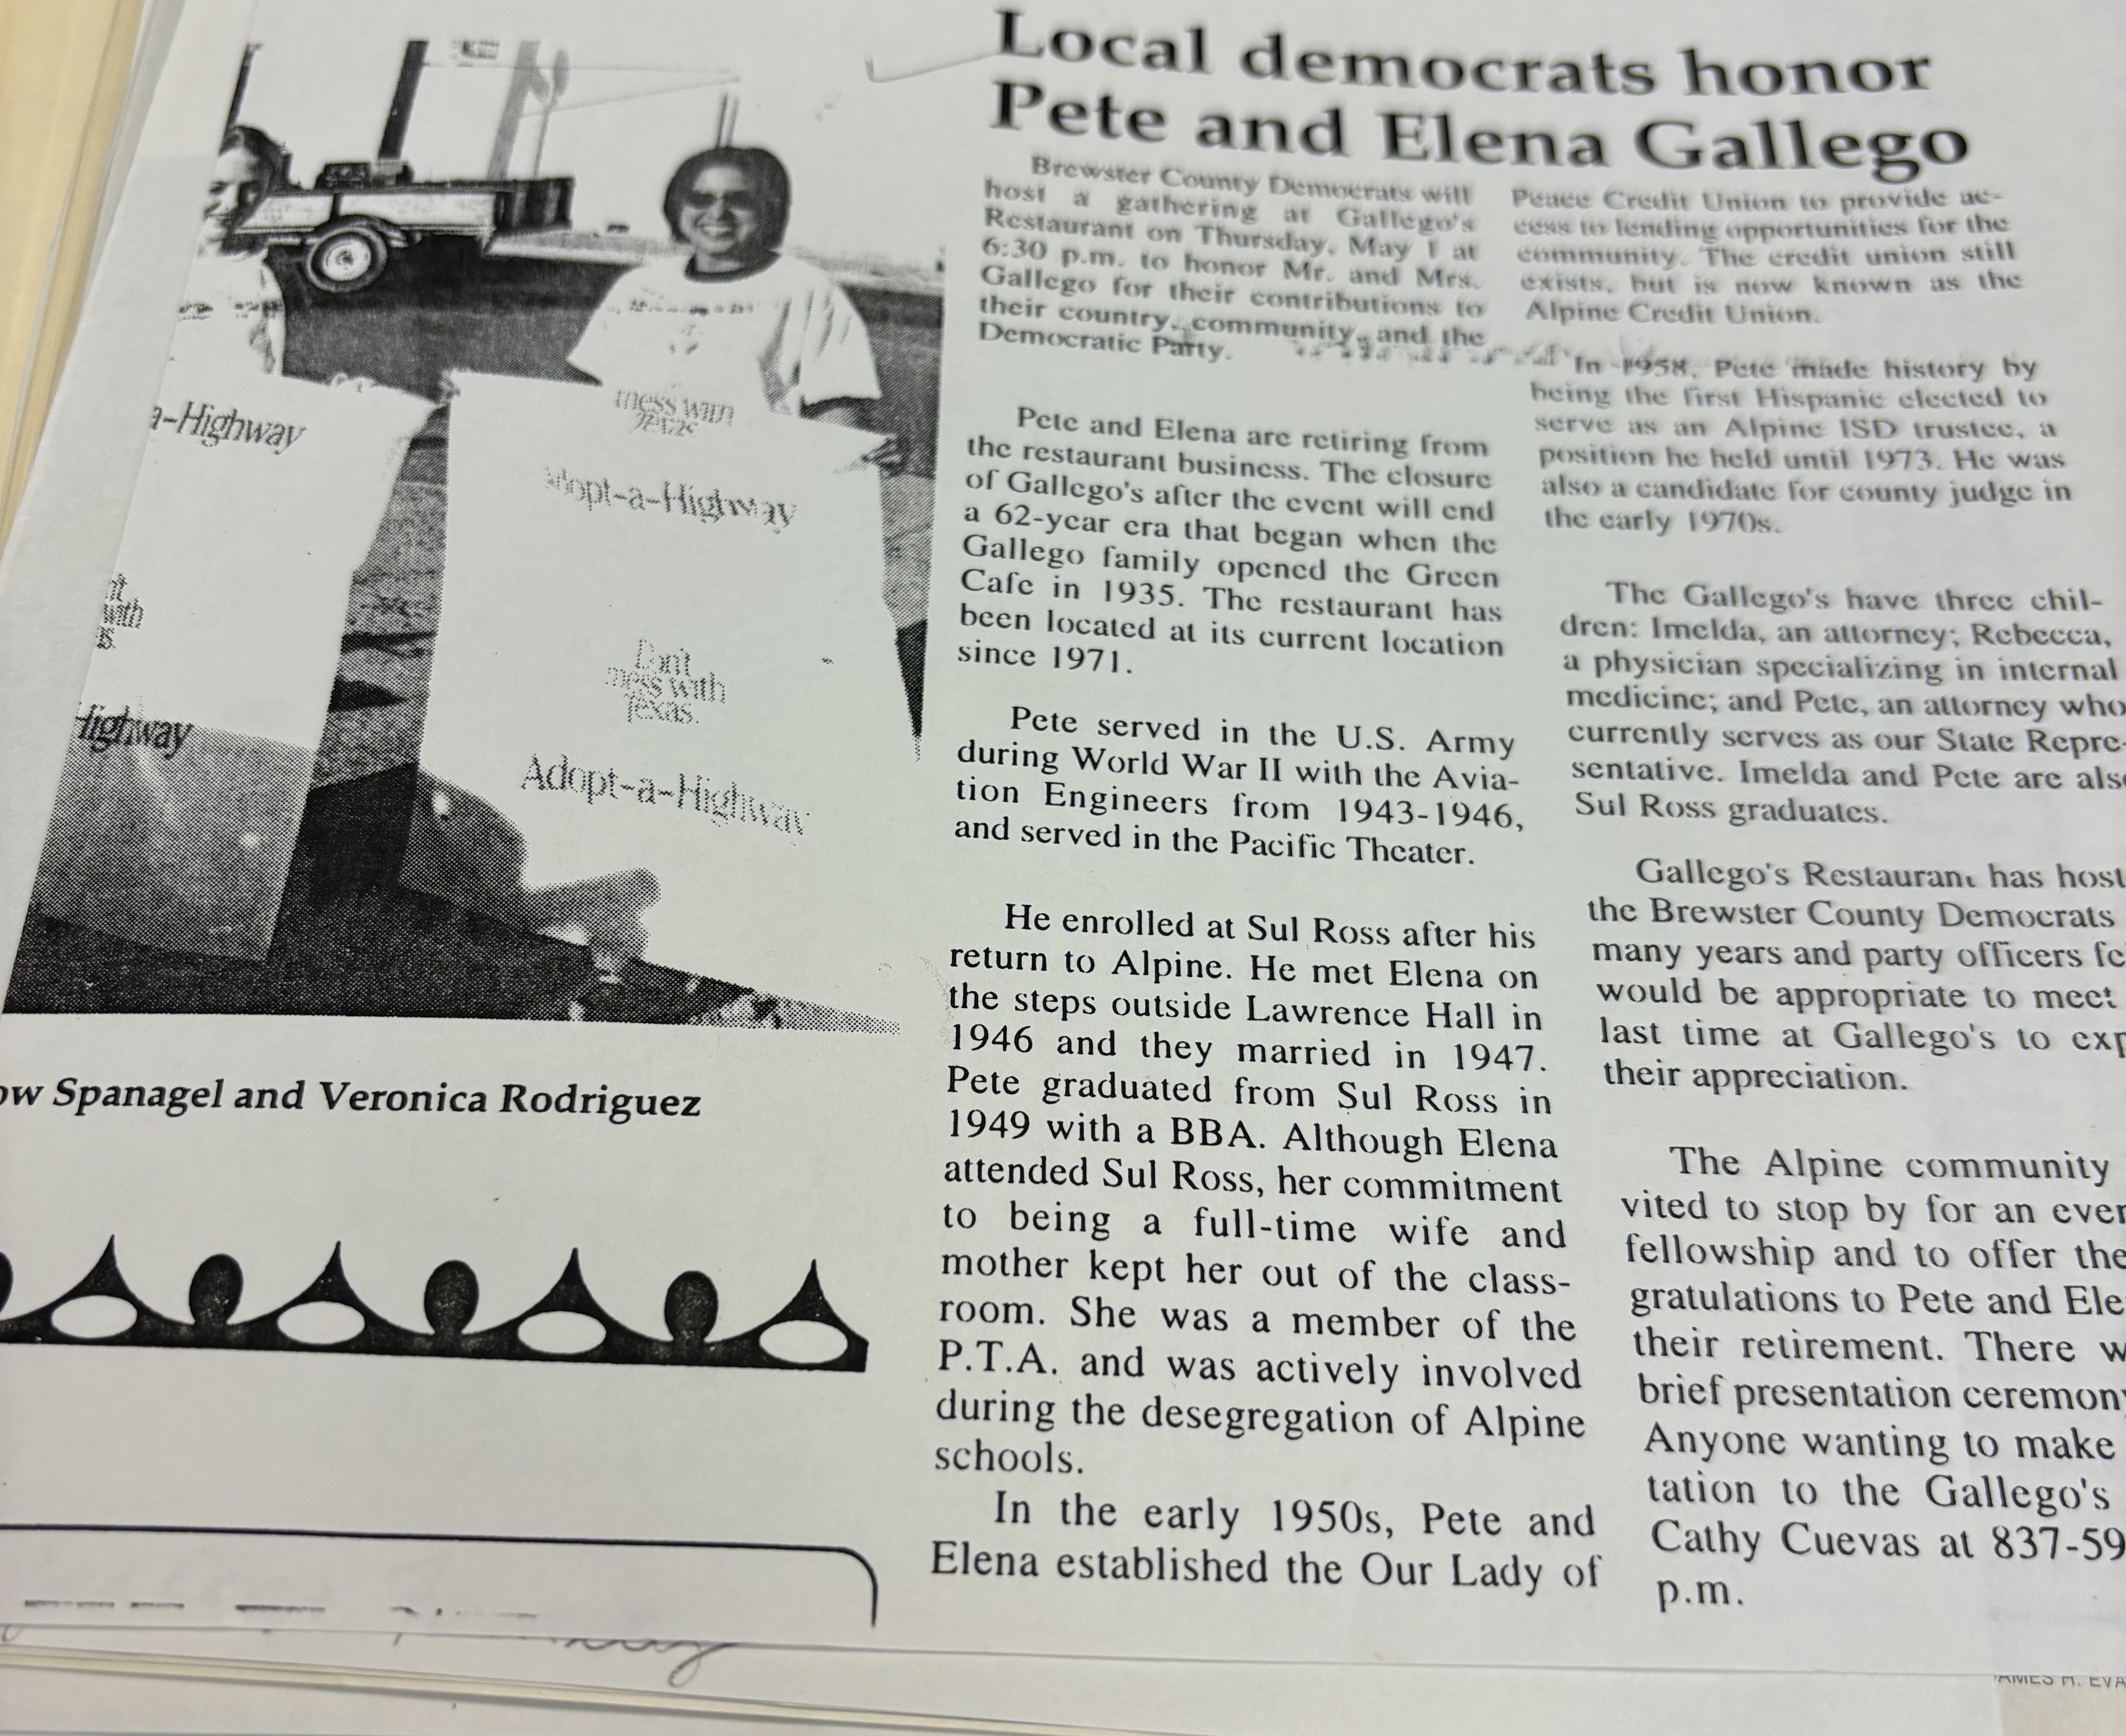 Local democrats honor
Pete and Elena Gallego
Brewster County Democrats will
host a gathering at Gallego's
Restaurant on Thursday, May 1 at
6:30 p.m. to honor Mr. and Mrs.
Gallego for their contributions to
their country, community, and the
Democratic Party.
Pete and Elena are retiring from
the restaurant business. The closure
of Gallego's after the event will end
a 62-year era that began when the
Gallego family opened the Green
Cafe in 1935. The restaurant has
been located at its current location
since 1971.
Pete served in the U.S. Army
during World War II with the Avia-
tion Engineers from 1943-1946,
and served in the Pacific Theater.
He enrolled at Sul Ross after his
return to Alpine. He met Elena on
the steps outside Lawrence Hall in
1946 and they married in 1947.
Pete graduated from Sul Ross in
1949 with a BBA. Although Elena
attended Sul Ross, her commitment
to being a full-time wife and
mother kept her out of the class-
room. She was a member of the
P.T.A. and was actively involved
during the desegregation of Alpine
schools.
In the early 1950s, Pete and
Elena established the Our Lady of
Peace Credit Union to provide ac-
cess to lending opportunities for the
community. The credit union still
exists, but is now known as the
Alpine Credit Union.
In 1958, Pete made history by
being the first Hispanic elected to
serve as an Alpine ISD trustee, a
position he held until 1973. He was
also a candidate for county judge in
the early 1970s.
The Gallego's have three chil-
dren: Imelda, an attorney; Rebecca,
a physician specializing in internal
medicine; and Pete, an attorney who
currently serves as our State Repre-
sentative. Imelda and Pete are als
Sul Ross graduates.
Gallego's Restaurant has host
the Brewster County Democrats
many years and party officers fe
would be appropriate to meet
last time at Gallego's to exp
their appreciation.
The Alpine community
vited to stop by for an ever
fellowship and to offer the
gratulations to Pete and Ele
their retirement. There w
brief presentation ceremony
Anyone wanting to make
tation to the Gallego's
Cathy Cuevas at 837-59
p.m.
a-Highway
with
Highway
mess with
Adopt-a-Highway
Don't
mess with
Texas.
Adopt-a-Highway
ow Spanagel and Veronica Rodriguez
AMES H. EVA